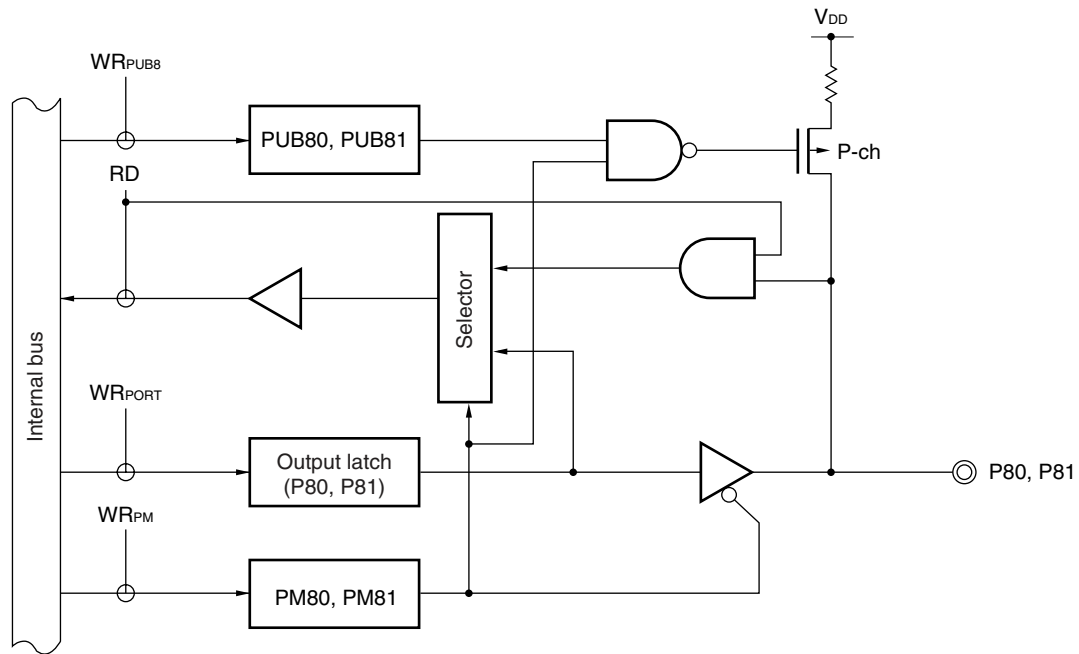 VDD
WRPUB8
PUB80, PUB81
P-ch
RD
Selector
Internal bus
WRPORT
Output latch
(P80, P81)
P80, P81
WRPM
PM80, PM81